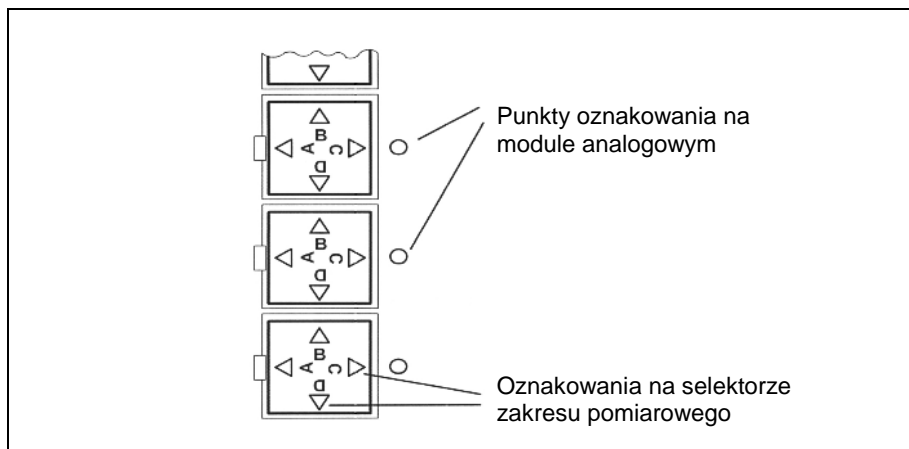 B
A C
D
Punkty oznakowania na
module analogowym
B
A C
D
B
A C
D
Oznakowania na selektorze
zakresu pomiarowego